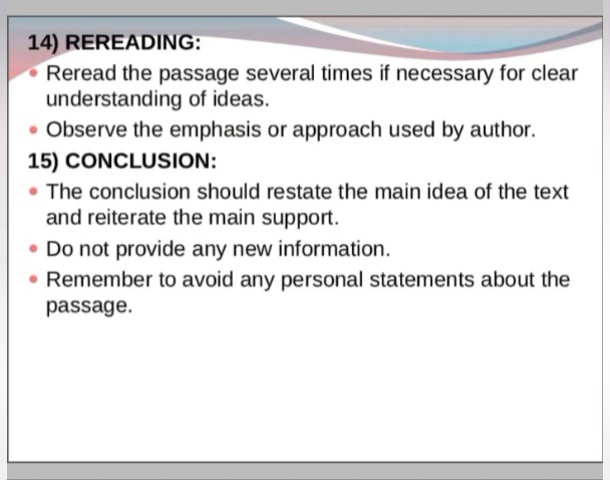 14) REREADING:
• Reread the passage several times if necessary for clear
understanding of ideas.
• Observe the emphasis or approach used by author.
15) CONCLUSION:
• The conclusion should restate the main idea of the text
and reiterate the main support.
• Do not provide any new information.
• Remember to avoid any personal statements about the
passage.